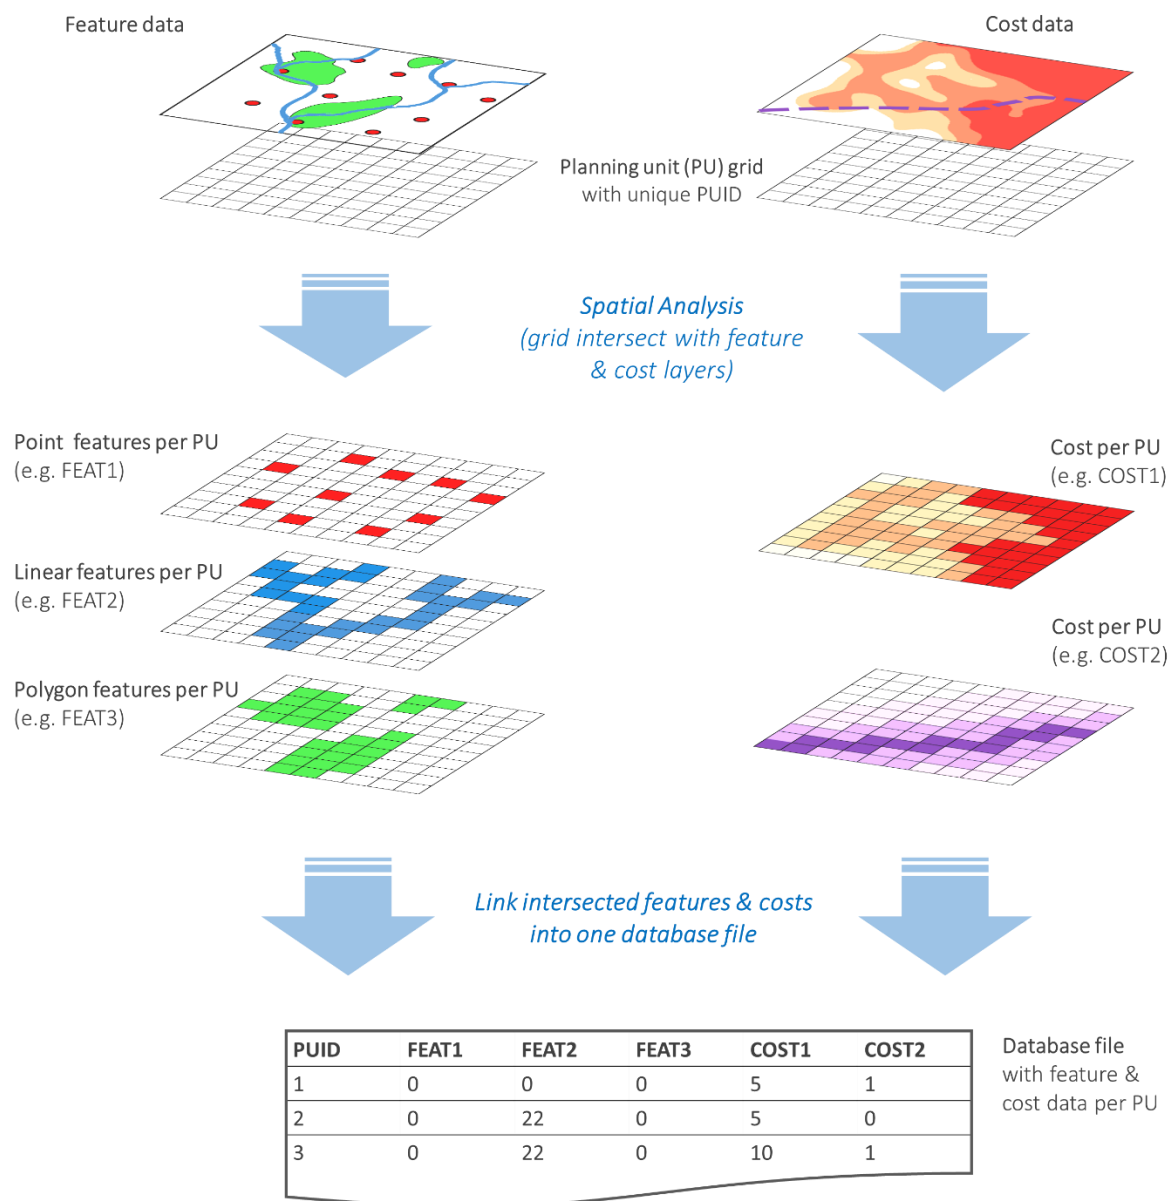 Feature data
Cost data
Planning unit (PU) grid
with unique PUID
Spatial Analysis
(grid intersect with feature
& cost layers)
Point features per PU
(e.g. FEAT1)
Cost per PU
(e.g. COST1)
Linear features per PU
(e.g. FEAT2)
Cost per PU
(e.g. COST2)
Polygon features per PU
(e.g. FEAT3)
Link intersected features & costs
into one database file
PUID FEAT1 FEAT2 FEAT3 COST1 COST2
1 0 0 0 5 1
2 0 22 0 5 0
3 0 22 0 10 1
Database file
with feature &
cost data per PU